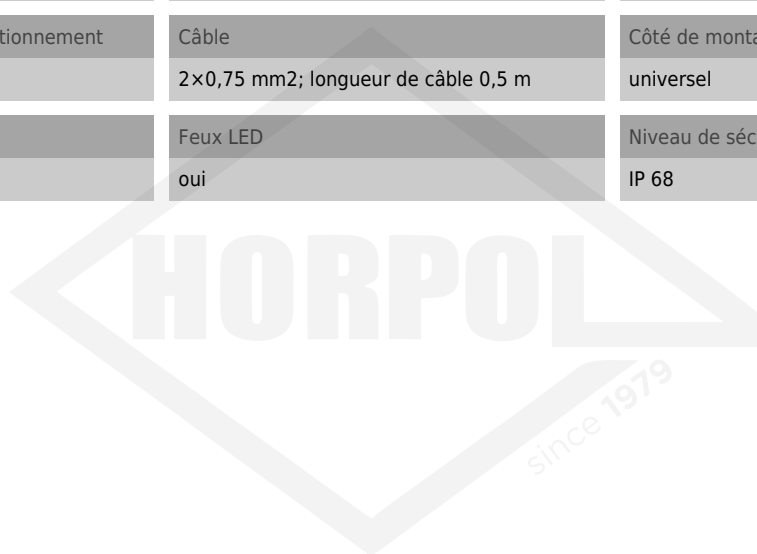 tionnement
Câble
Côté de monta
2×0,75 mm2; longueur de câble 0,5 m
universel
Feux LED
Niveau de séc
oui
IP 68
HORPOL
since 1979